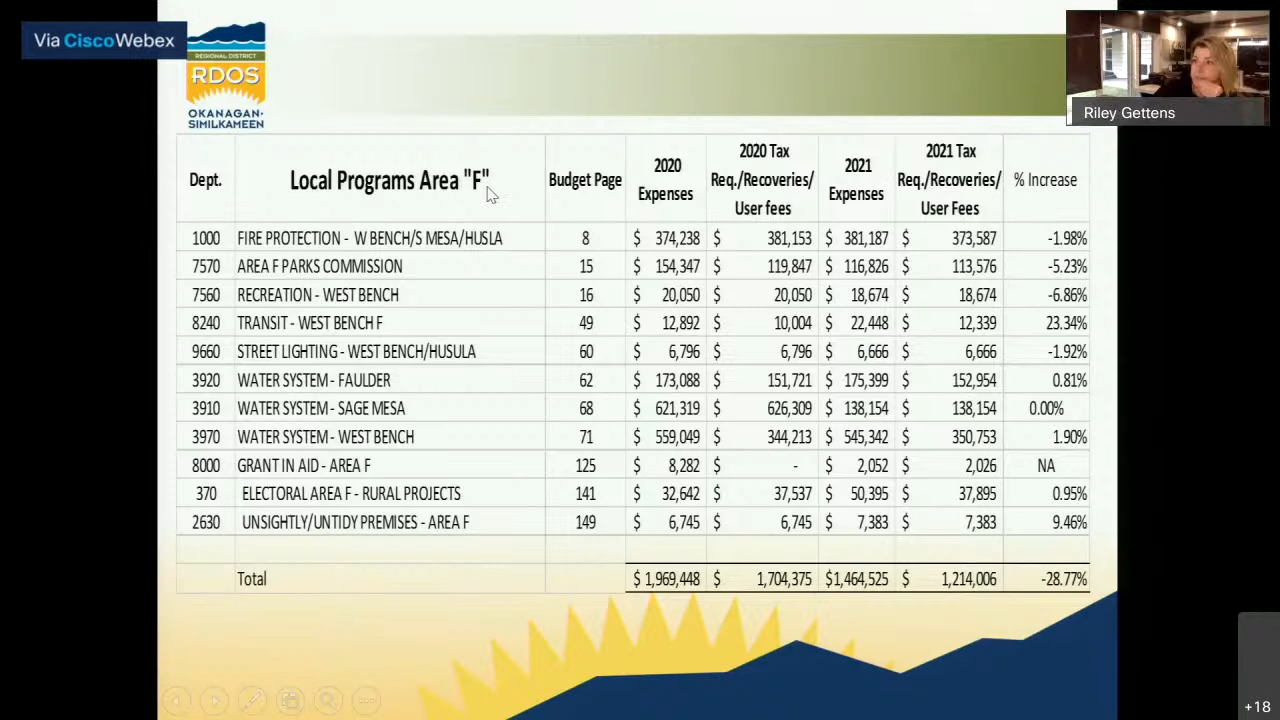 Via CiscoWebex
REGIONAL DISTRICT
RDOS
OKANAGAN-
SIMILKAMEEN
Riley Gettens
Dept. Local Programs Area "F" Budget Page 2020 Expenses 2020 Tax Req./Recoveries/ User fees 2021 Expenses 2021 Tax Req./Recoveries/ User Fees % Increase
1000 FIRE PROTECTION - W BENCH/S MESA/HUSLA 8 $ 374,238 $ 381,153 $ 381,187 $ 373,587 -1.98%
7570 AREA F PARKS COMMISSION 15 $ 154,347 $ 119,847 $ 116,826 $ 113,576 -5.23%
7560 RECREATION - WEST BENCH 16 $ 20,050 $ 20,050 $ 18,674 $ 18,674 -6.86%
8240 TRANSIT - WEST BENCH F 49 $ 12,892 $ 10,004 $ 22,448 $ 12,339 23.34%
9660 STREET LIGHTING - WEST BENCH/HUSULA 60 $ 6,796 $ 6,796 $ 6,666 $ 6,666 -1.92%
3920 WATER SYSTEM - FAULDER 62 $ 173,088 $ 151,721 $ 175,399 $ 152,954 0.81%
3910 WATER SYSTEM - SAGE MESA 68 $ 621,319 $ 626,309 $ 138,154 $ 138,154 0.00%
3970 WATER SYSTEM - WEST BENCH 71 $ 559,049 $ 344,213 $ 545,342 $ 350,753 1.90%
8000 GRANT IN AID - AREA F 125 $ 8,282 $ - $ 2,052 $ 2,026 NA
370 ELECTORAL AREA F - RURAL PROJECTS 141 $ 32,642 $ 37,537 $ 50,395 $ 37,895 0.95%
2630 UNSIGHTLY/UNTIDY PREMISES - AREA F 149 $ 6,745 $ 6,745 $ 7,383 $ 7,383 9.46%
Total $ 1,969,448 $ 1,704,375 $1,464,525 $ 1,214,006 -28.77%
+18